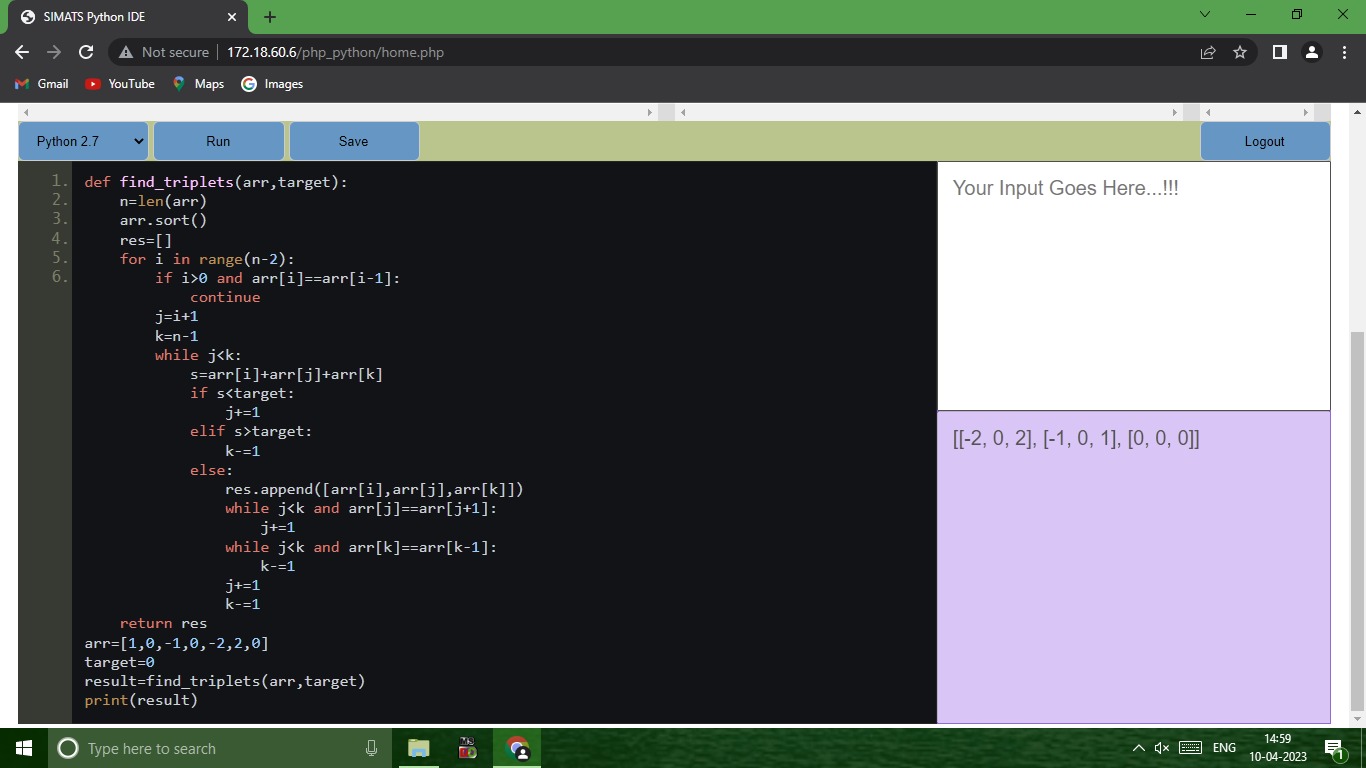 SIMATS Python IDE
Not secure 172.18.60.6/php_python/home.php
Gmail YouTube Maps Images
Python 2.7 Run Save Logout
1. def find_triplets(arr,target):
2.     n=len(arr)
3.     arr.sort()
4.     res=[]
5.     for i in range(n-2):
6.         if i>0 and arr[i]==arr[i-1]:
            continue
        j=i+1
        k=n-1
        while j<k:
            s=arr[i]+arr[j]+arr[k]
            if s<target:
                j+=1
            elif s>target:
                k-=1
            else:
                res.append([arr[i],arr[j],arr[k]])
                while j<k and arr[j]==arr[j+1]:
                    j+=1
                while j<k and arr[k]==arr[k-1]:
                    k-=1
                j+=1
                k-=1
    return res
arr=[1,0,-1,0,-2,2,0]
target=0
result=find_triplets(arr,target)
print(result)
Your Input Goes Here...!!!
[[-2, 0, 2], [-1, 0, 1], [0, 0, 0]]
Type here to search
ENG
14:59
10-04-2023
1